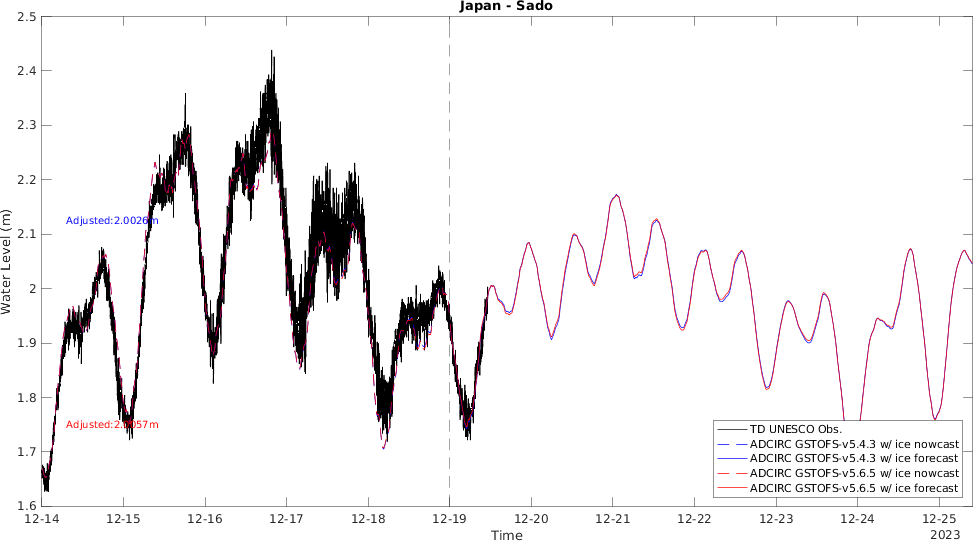 Japan - Sado
2.5
2.4
2.3
2.2
2.1
2
1.9
1.8
1.7
1.6
Water Level (m)
Adjusted:2.0026m
TD UNESCO Obs.
ADCIRC GSTOFS-v5.4.3 w/ ice nowcast
ADCIRC GSTOFS-v5.4.3 w/ ice forecast
ADCIRC GSTOFS-v5.6.5 w/ ice nowcast
ADCIRC GSTOFS-v5.6.5 w/ ice forecast
12-14 12-15 12-16 12-17 12-18 12-19 12-20 12-21 12-22 12-23 12-24 12-25
2023
Time